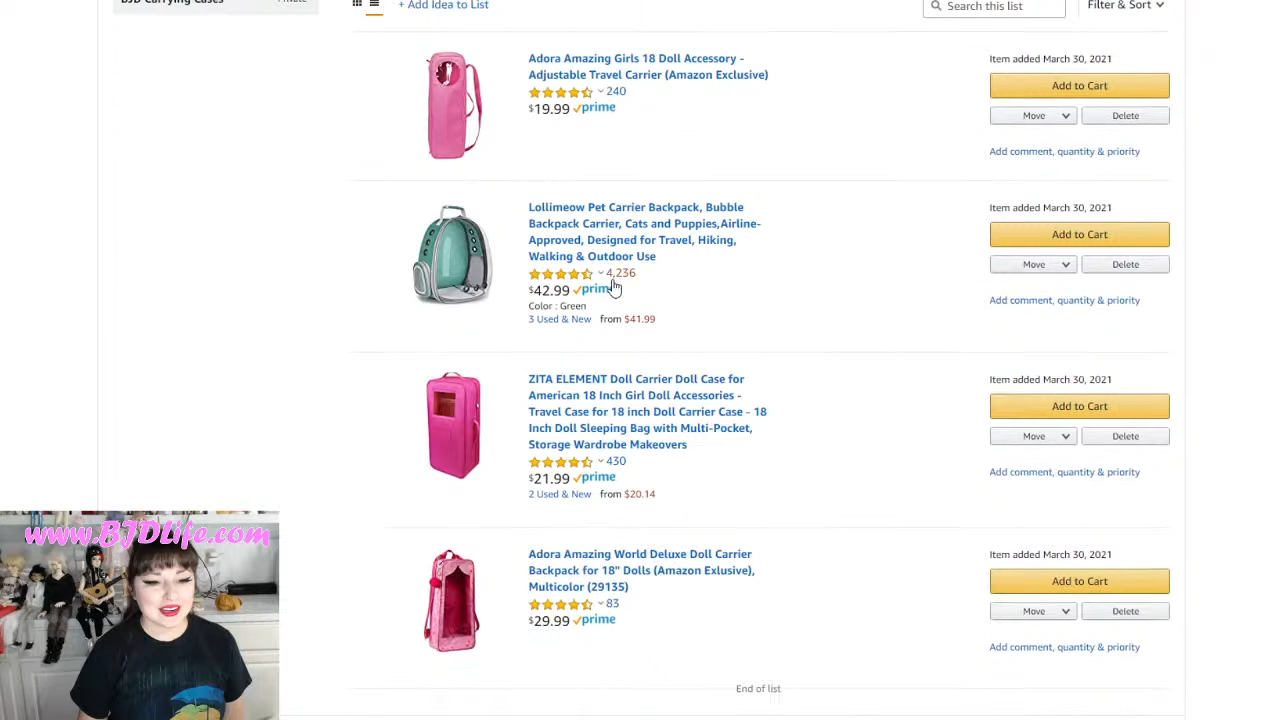 BJD Carrying Cases
Private
+ Add Idea to List
Search this list
Filter & Sort
Adora Amazing Girls 18 Doll Accessory -
Adjustable Travel Carrier (Amazon Exclusive)
240
$19.99 prime
Item added March 30, 2021
Add to Cart
Move
Delete
Add comment, quantity & priority
Lollimeow Pet Carrier Backpack, Bubble
Backpack Carrier, Cats and Puppies,Airline-
Approved, Designed for Travel, Hiking,
Walking & Outdoor Use
4,236
$42.99 prime
Color : Green
3 Used & New from $41.99
Item added March 30, 2021
Add to Cart
Move
Delete
Add comment, quantity & priority
ZITA ELEMENT Doll Carrier Doll Case for
American 18 Inch Girl Doll Accessories -
Travel Case for 18 inch Doll Carrier Case - 18
Inch Doll Sleeping Bag with Multi-Pocket,
Storage Wardrobe Makeovers
430
$21.99 prime
2 Used & New from $20.14
Item added March 30, 2021
Add to Cart
Move
Delete
Add comment, quantity & priority
Adora Amazing World Deluxe Doll Carrier
Backpack for 18" Dolls (Amazon Exlusive),
Multicolor (29135)
83
$29.99 prime
Item added March 30, 2021
Add to Cart
Move
Delete
Add comment, quantity & priority
End of list
www.BJDLife.com